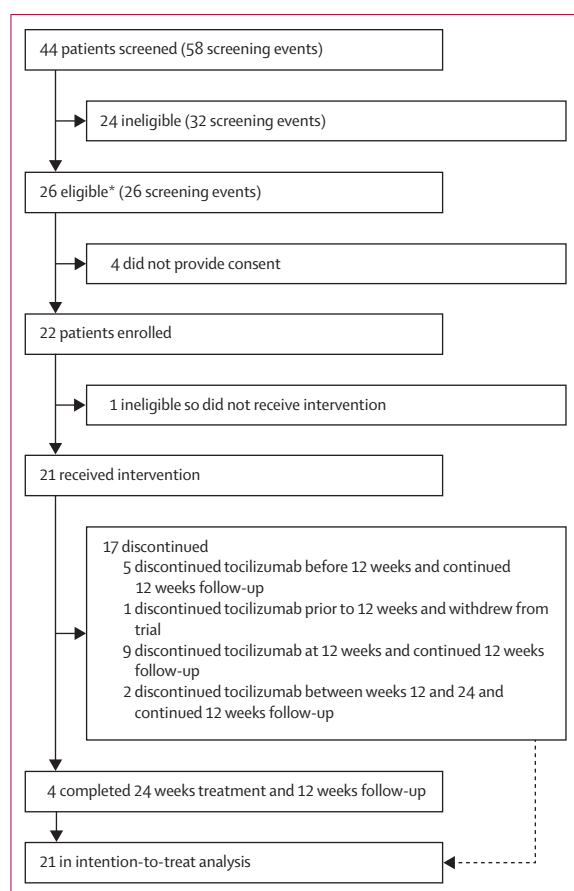 44 patients screened (58 screening events)
24 ineligible (32 screening events)
26 eligible* (26 screening events)
4 did not provide consent
22 patients enrolled
1 ineligible so did not receive intervention
21 received intervention
17 discontinued
5 discontinued tocilizumab before 12 weeks and continued
12 weeks follow-up
1 discontinued tocilizumab prior to 12 weeks and withdrew from
trial
9 discontinued tocilizumab at 12 weeks and continued 12 weeks
follow-up
2 discontinued tocilizumab between weeks 12 and 24 and
continued 12 weeks follow-up
4 completed 24 weeks treatment and 12 weeks follow-up
21 in intention-to-treat analysis